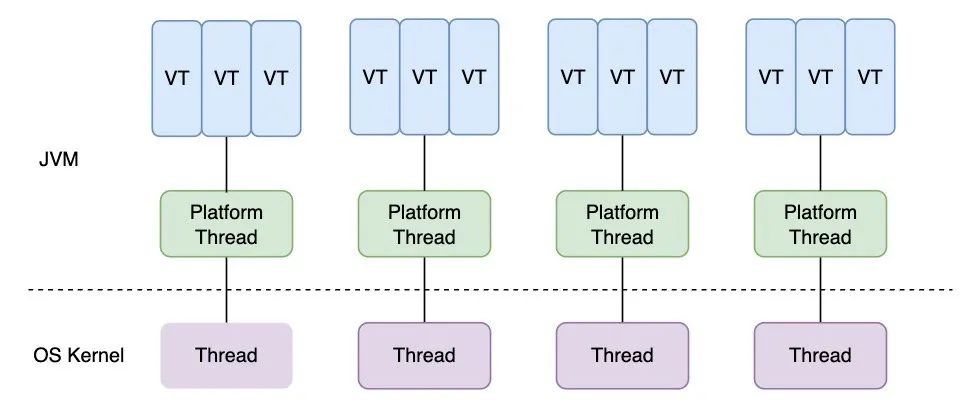 VT VT VT VT VT VT VT VT VT VT VT VT
JVM
Platform Platform Platform Platform
Thread Thread Thread Thread
OS Kernel Thread Thread Thread Thread